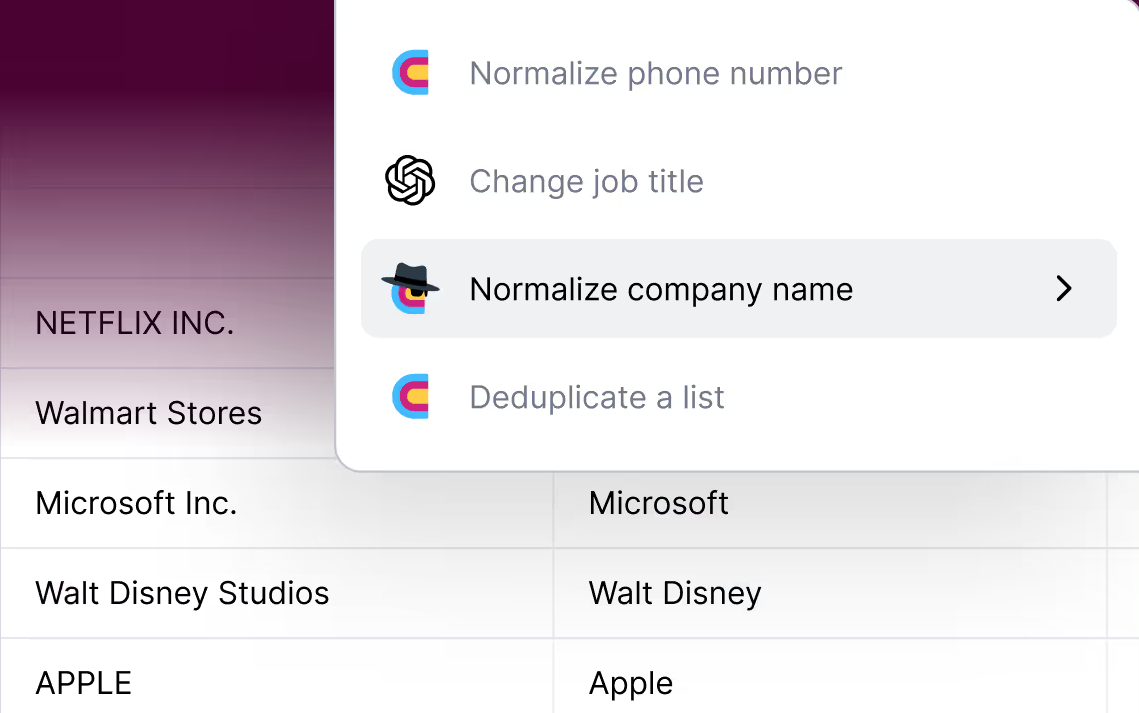 Normalize phone number
Change job title
Normalize company name
Deduplicate a list
NETFLIX INC.
Walmart Stores
Microsoft Inc.
Microsoft
Walt Disney Studios
Walt Disney
APPLE
Apple